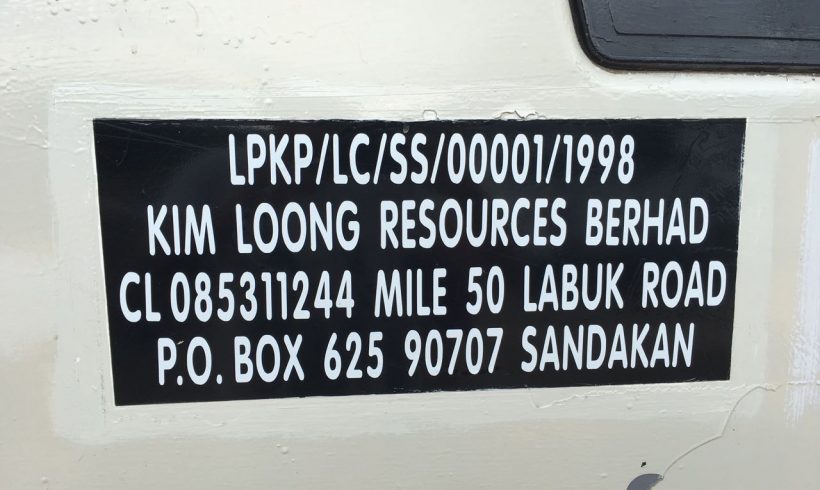 LPKP/LC/SS/00001/1998
KIM LOONG RESOURCES BERHAD
CL 085311244 MILE 50 LABUK ROAD
P.O. BOX 625 90707 SANDAKAN